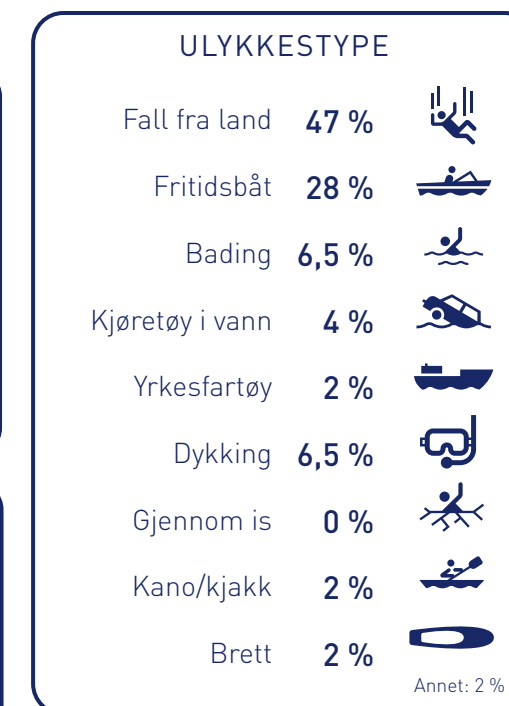 ULYKKESTYPE
Fall fra land 47 %
Fritidsbåt 28 %
Bading 6,5 %
Kjøretøy i vann 4 %
Yrkesfartøy 2 %
Dykking 6,5 %
Gjennom is 0 %
Kano/kjakk 2 %
Brett 2 %
Annet: 2 %